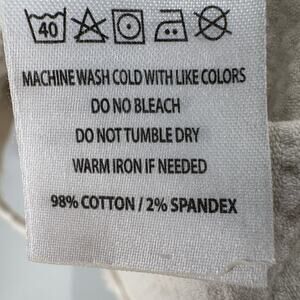 40
MACHINE WASH COLD WITH LIKE COLORS
DO NO BLEACH
DO NOT TUMBLE DRY
WARM IRON IF NEEDED
98% COTTON / 2% SPANDEX